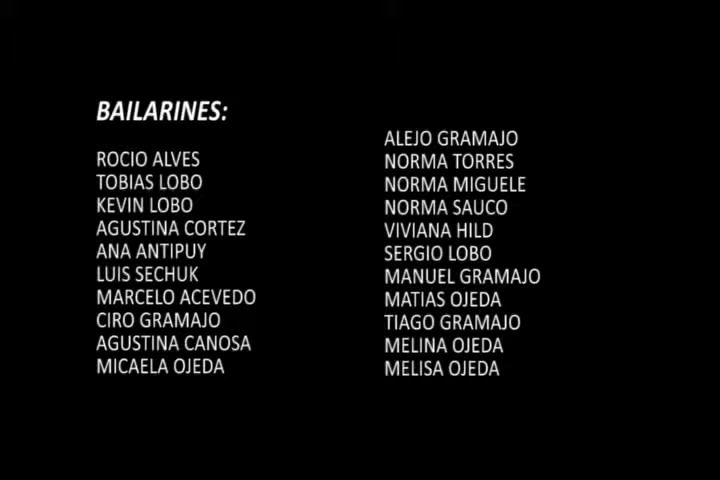 BAILARINES:
ROCIO ALVES
TOBIAS LOBO
KEVIN LOBO
AGUSTINA CORTEZ
ANA ANTIPUY
LUIS SECHUK
MARCELO ACEVEDO
CIRO GRAMAJO
AGUSTINA CANOSA
MICAELA OJEDA
ALEJO GRAMAJO
NORMA TORRES
NORMA MIGUELE
NORMA SAUCO
VIVIANA HILD
SERGIO LOBO
MANUEL GRAMAJO
MATIAS OJEDA
TIAGO GRAMAJO
MELINA OJEDA
MELISA OJEDA